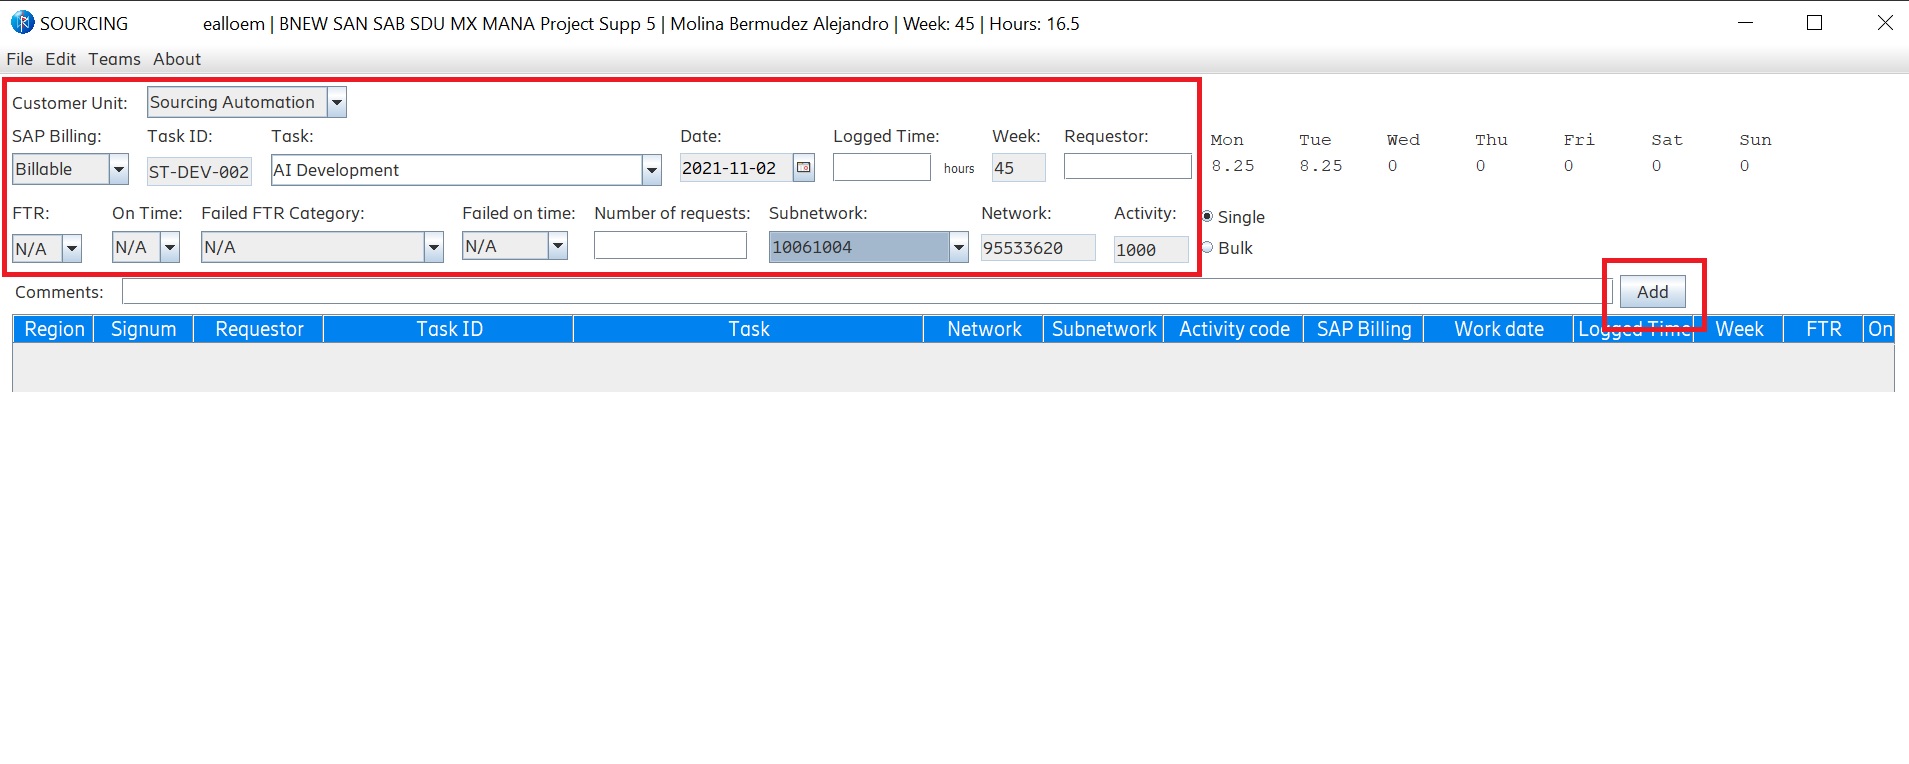 SOURCING ealloem | BNEW SAN SAB SDU MX MANA Project Supp 5 | Molina Bermudez Alejandro | Week: 45 | Hours: 16.5
File Edit Teams About
Customer Unit: Sourcing Automation
SAP Billing: Task ID: Task: Date: Logged Time: Week: Requestor: Mon Tue Wed Thu Fri Sat Sun
Billable ST-DEV-002 AI Development 2021-11-02 hours 45 8.25 8.25 0 0 0 0 0
FTR: On Time: Failed FTR Category: Failed on time: Number of requests: Subnetwork: Network: Activity: Single
N/A N/A N/A N/A 10061004 95533620 1000 Bulk
Comments: Add
Region Signum Requestor Task ID Task Network Subnetwork Activity code SAP Billing Work date Logged Time Week FTR On